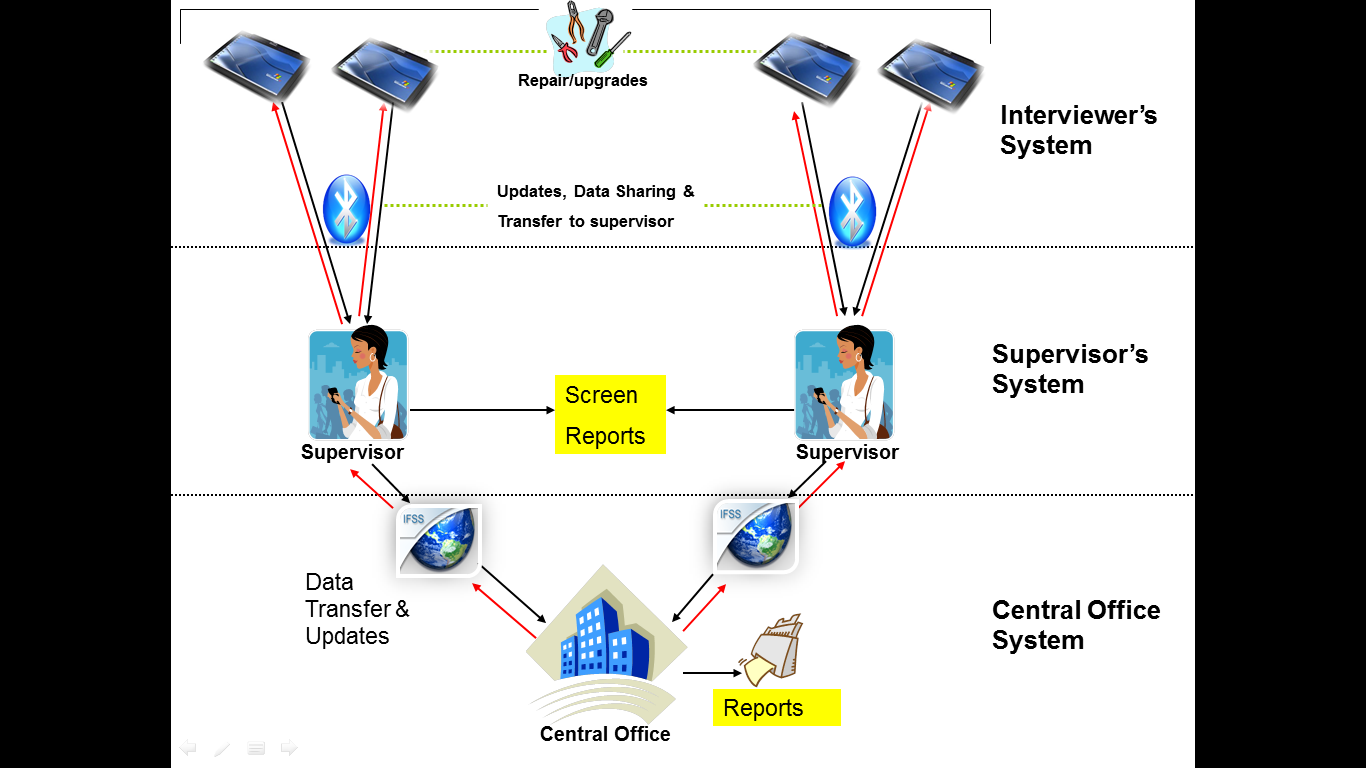 Repair/upgrades
Interviewer's
System
Updates, Data Sharing &
Transfer to supervisor
Supervisor's
System
Screen
Reports
Supervisor
Supervisor
IFSS
IFSS
Data
Transfer &
Updates
Central Office
System
Reports
Central Office